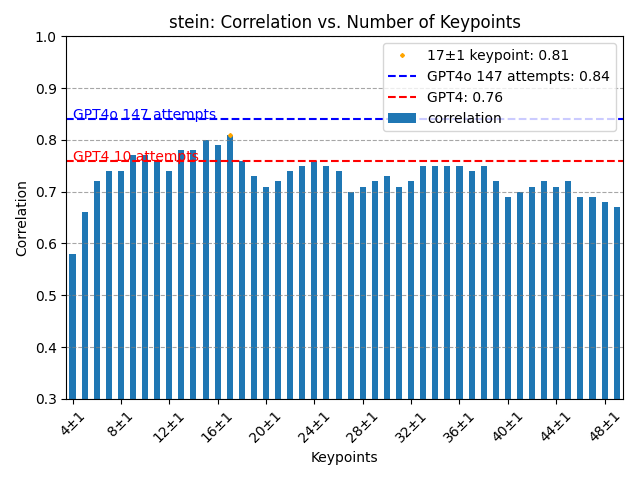 stein: Correlation vs. Number of Keypoints
1.0
0.9
0.8
0.7
0.6
0.5
0.4
0.3
Correlation
17±1 keypoint: 0.81
GPT4o 147 attempts: 0.84
GPT4: 0.76
correlation
GPT4o 147 attempts
GPT4 10 attempts
4±1
8±1
12±1
16±1
20±1
24±1
28±1
32±1
36±1
40±1
44±1
48±1
Keypoints